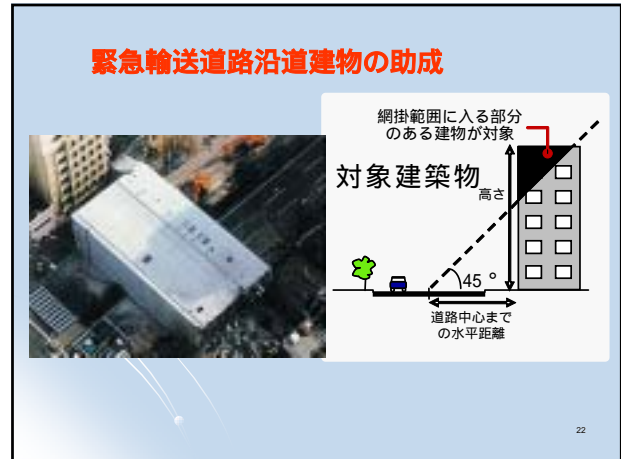 緊急輸送道路沿道建物の助成
網掛範囲に入る部分
のある建物が対象
対象建築物
高さ
45°
道路中心まで
の水平距離
22